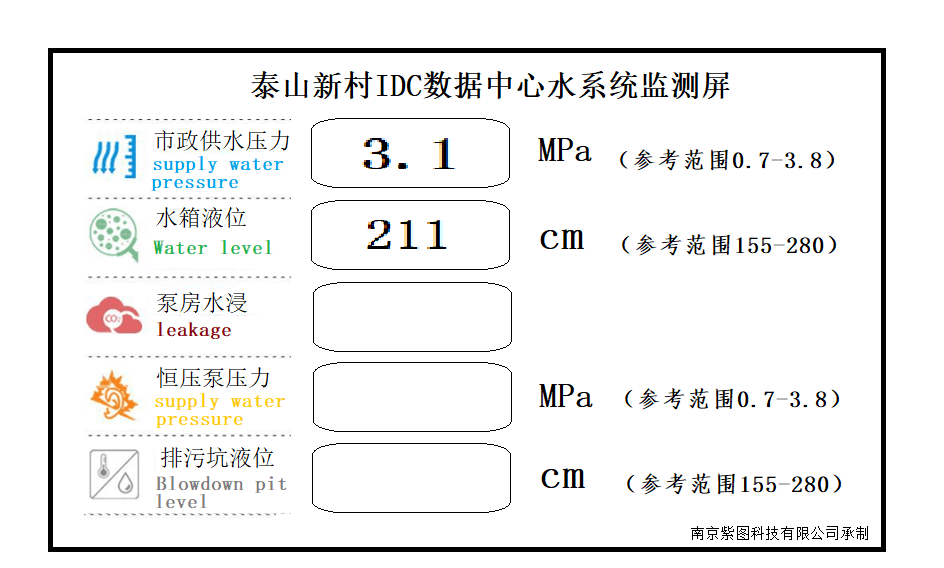 泰山新村IDC数据中心水系统监测屏
市政供水压力
supply water
pressure
3.1
MPa （参考范围0.7-3.8）
水箱液位
Water level
211
cm （参考范围155-280）
泵房水浸
leakage
CO2
恒压泵压力
supply water
pressure
MPa （参考范围0.7-3.8）
排污坑液位
Blowdown pit
level
cm （参考范围155-280）
南京紫图科技有限公司承制